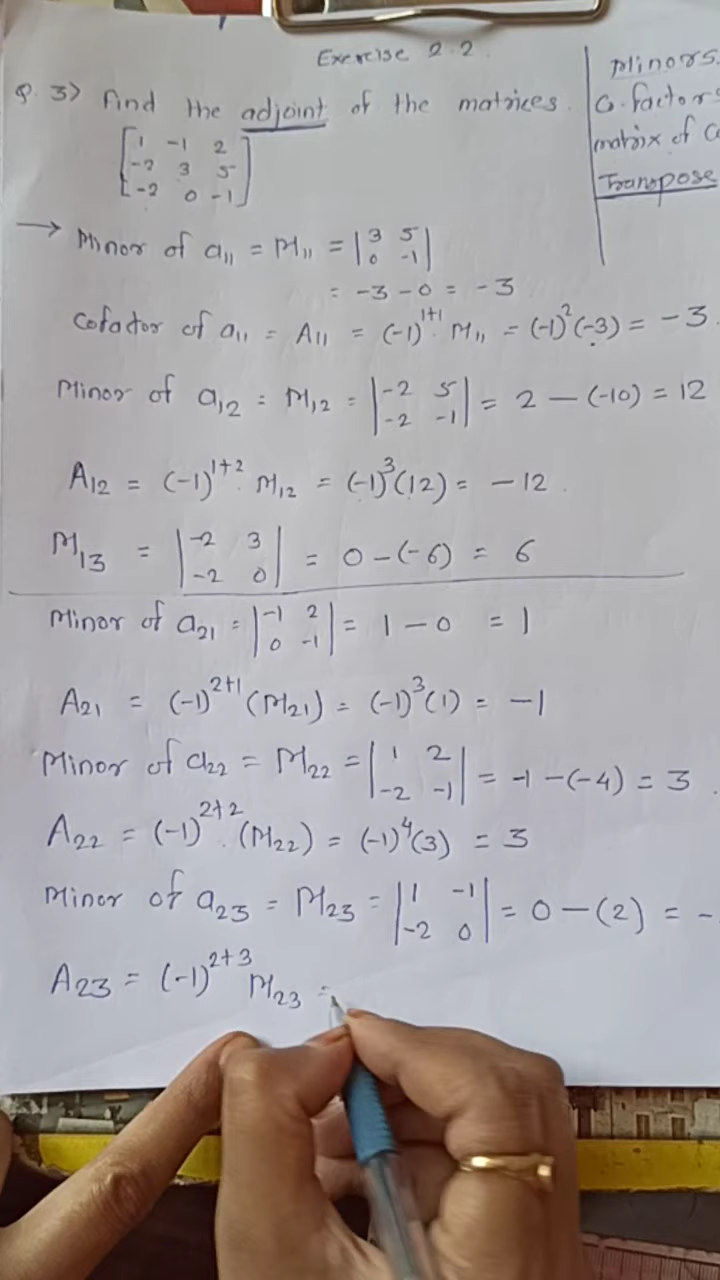 Exercise 2.2.
Q.3) Find the adjoint of the matrices.
[1 -1 2
-2 3 5
-2 0 -1]
Minors.
Co.factors
matrix of
Transpose
→ Minor of a₁₁ = M₁₁ = |3 5
0 -1|
= -3 - 0 = -3
Cofactor of a₁₁ = A₁₁ = (-1)¹⁺¹. M₁₁ = (-1)²(-3) = -3
Minor of a₁₂ = M₁₂ = |-2 5
-2 -1| = 2 - (-10) = 12
A₁₂ = (-1)¹⁺². M₁₂ = (-1)³(12) = -12.
M₁₃ = |-2 3
-2 0| = 0 - (-6) = 6
Minor of a₂₁ = |-1 2
0 -1| = 1 - 0 = 1
A₂₁ = (-1)²⁺¹ (M₂₁) = (-1)³(1) = -1
Minor of a₂₂ = M₂₂ = |1 2
-2 -1| = -1 - (-4) = 3.
A₂₂ = (-1)²⁺². (M₂₂) = (-1)⁴(3) = 3
Minor of a₂₃ = M₂₃ = |1 -1
-2 0| = 0 - (2) = -
A₂₃ = (-1)²⁺³ M₂₃ =